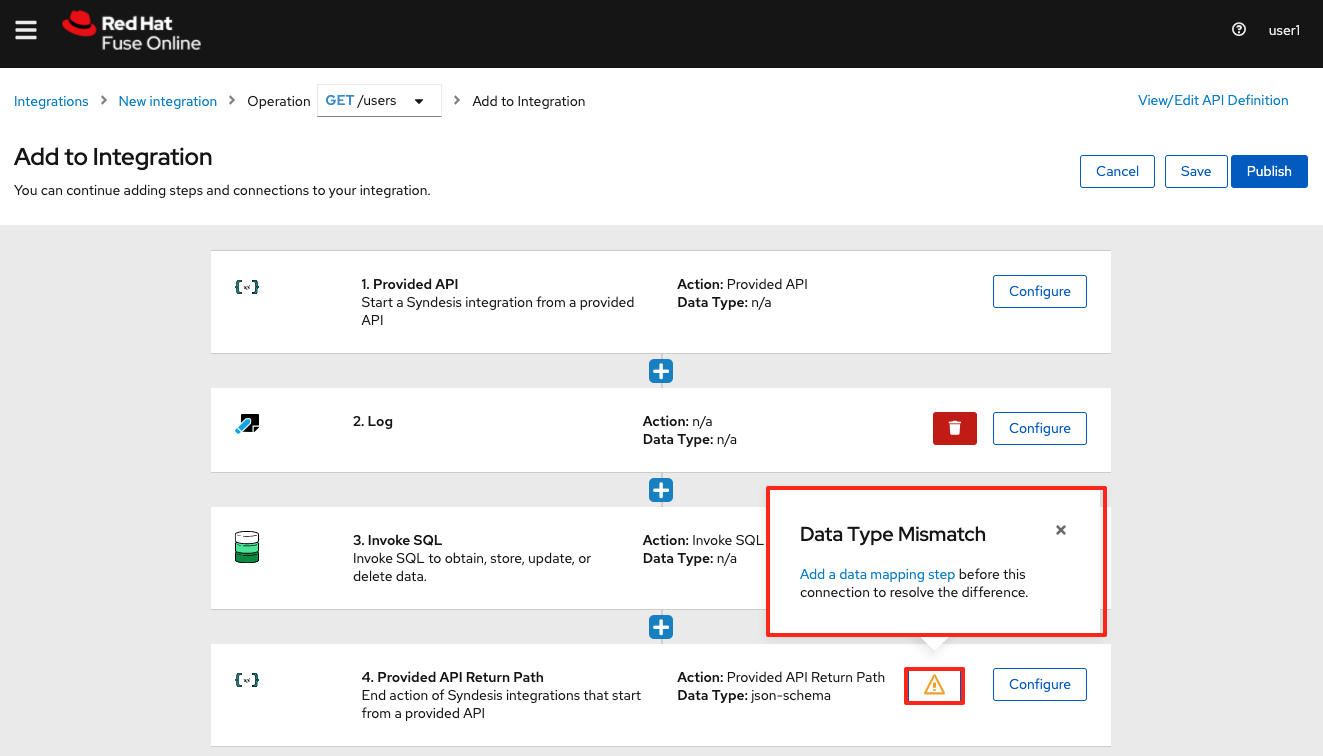 Red Hat
Fuse Online
user1
Integrations > New integration > Operation GET /users > Add to Integration
View/Edit API Definition
Add to Integration
You can continue adding steps and connections to your integration.
Cancel
Save
Publish
1. Provided API
Start a Syndesis integration from a provided
API
Action: Provided API
Data Type: n/a
Configure
2. Log
Action: n/a
Data Type: n/a
Configure
3. Invoke SQL
Invoke SQL to obtain, store, update, or
delete data.
Action: Invoke SQL
Data Type: n/a
Data Type Mismatch
Add a data mapping step before this
connection to resolve the difference.
4. Provided API Return Path
End action of Syndesis integrations that start
from a provided API
Action: Provided API Return Path
Data Type: json-schema
Configure